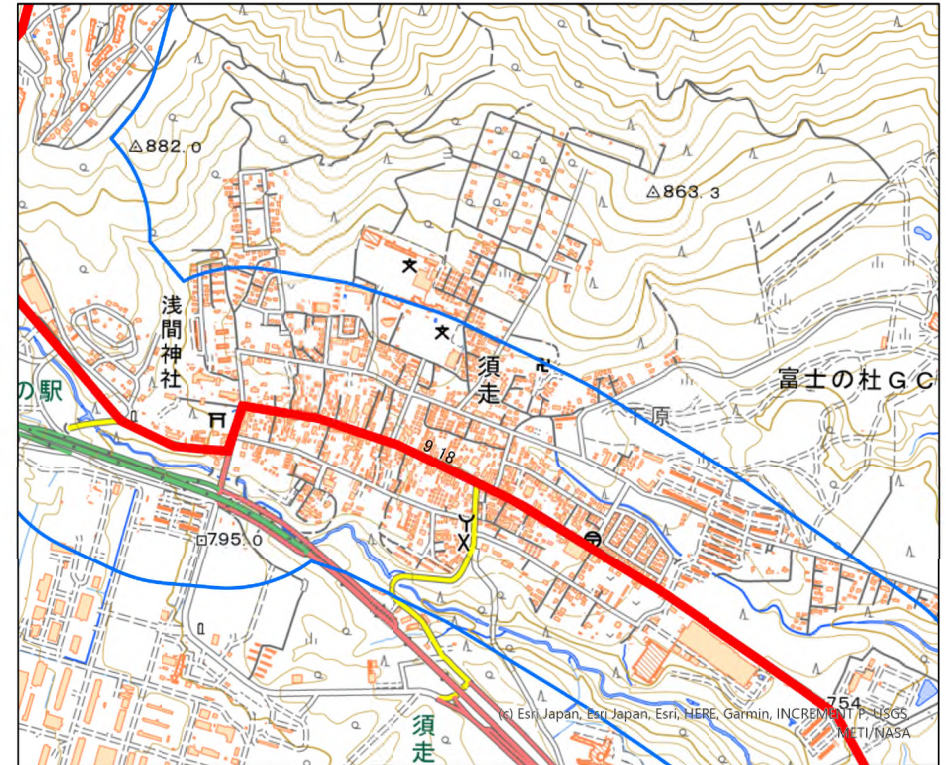 882.0
863.3
浅間神社
須走
富士の杜GC
の駅
下原
9.18
795.0
754
(c) Esri Japan, Esri Japan, Esri, HERE, Garmin, INCREMENT P, USGS,
METI/NASA
須走